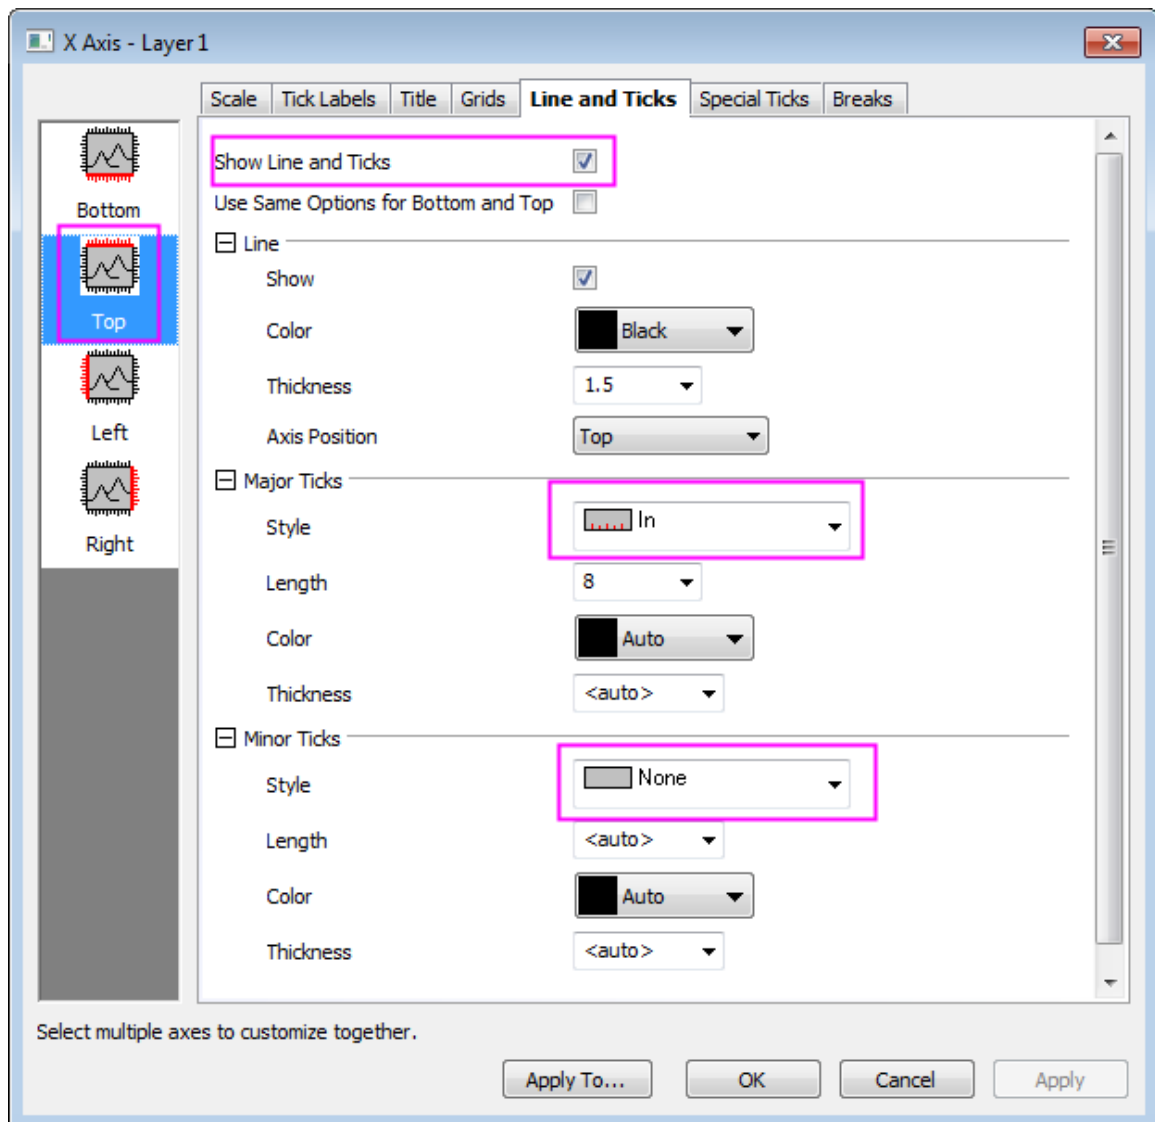 X Axis - Layer1
Scale Tick Labels Title Grids Line and Ticks Special Ticks Breaks
Bottom
Top
Left
Right
Show Line and Ticks
Use Same Options for Bottom and Top
Line
Show
Color Black
Thickness 1.5
Axis Position Top
Major Ticks
Style In
Length 8
Color Auto
Thickness <auto>
Minor Ticks
Style None
Length <auto>
Color Auto
Thickness <auto>
Select multiple axes to customize together.
Apply To... OK Cancel Apply